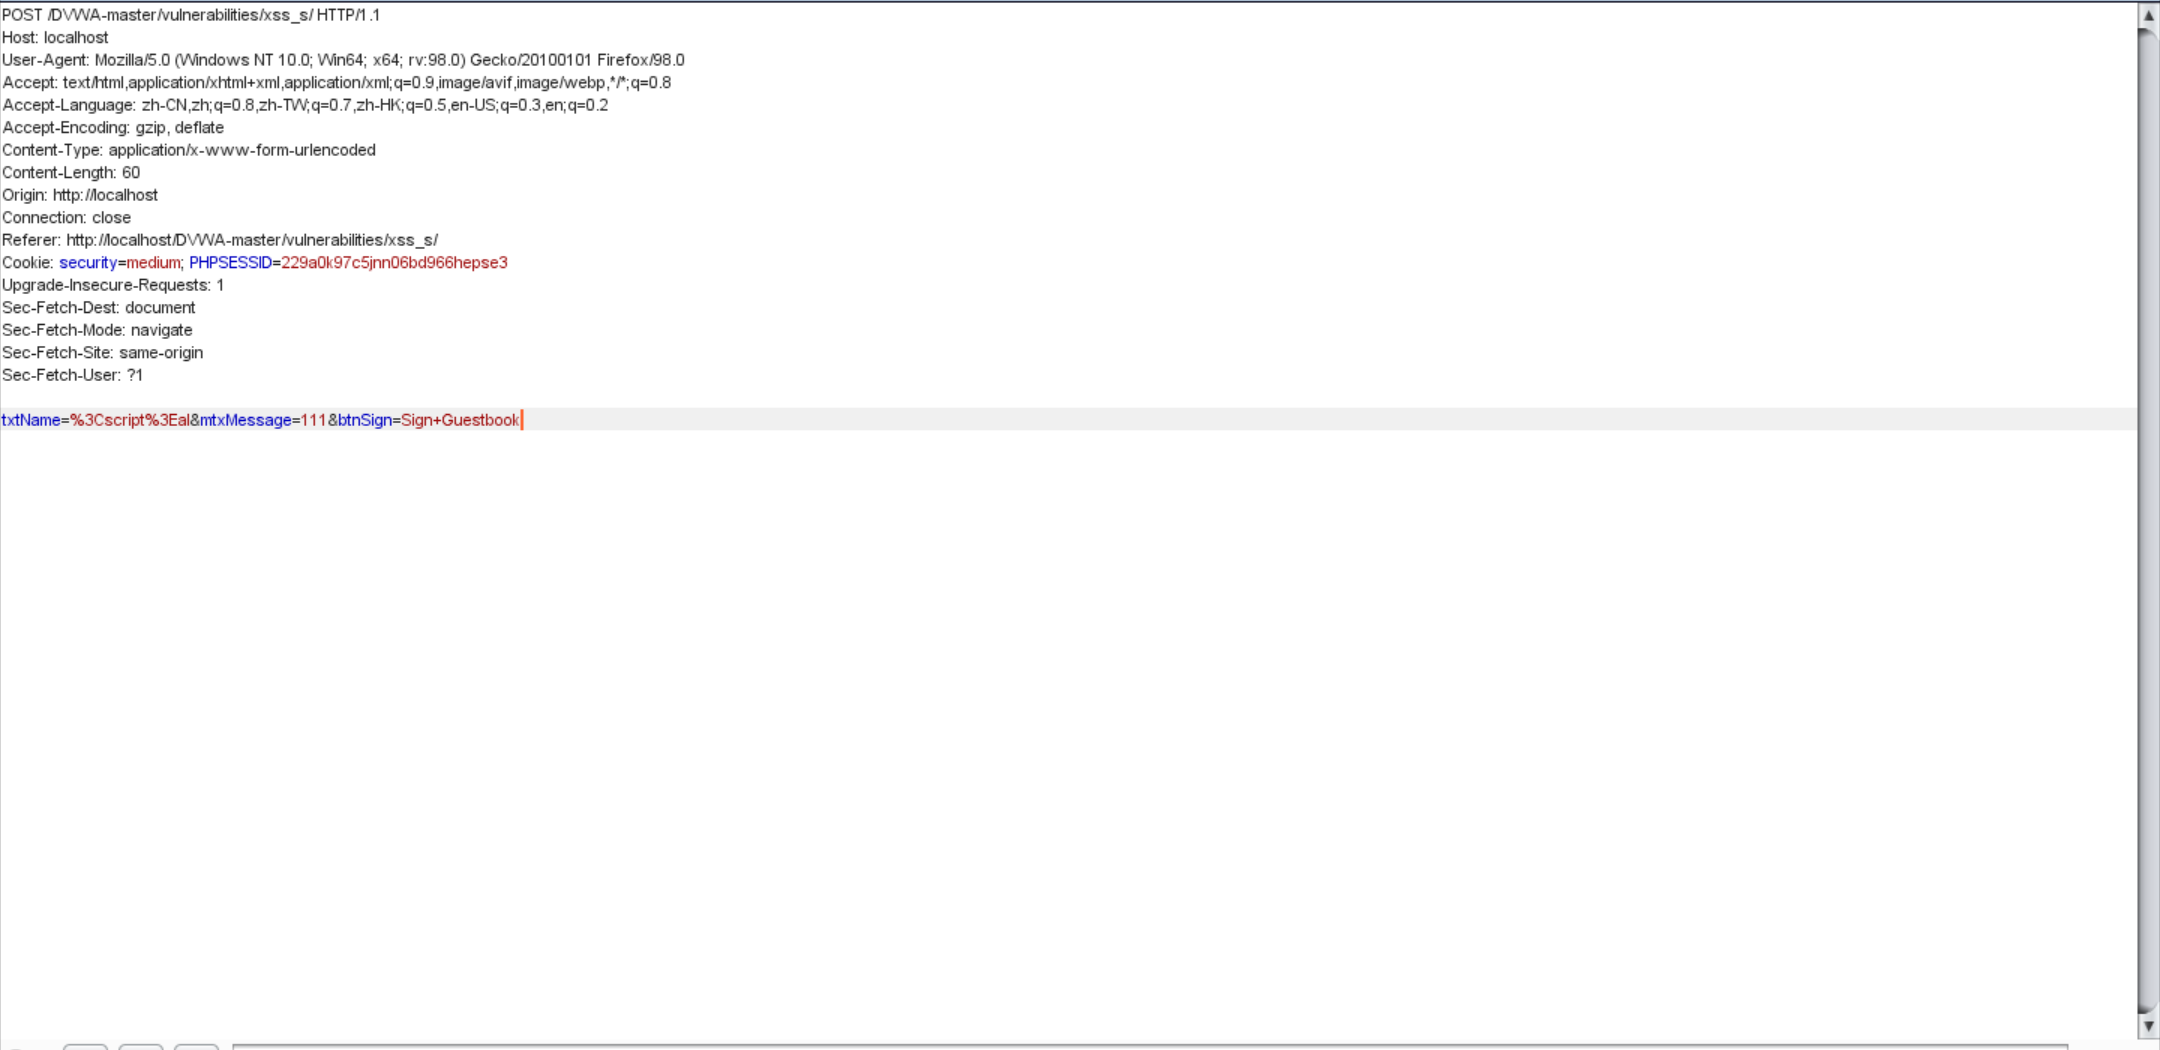 POST /DVWA-master/vulnerabilities/xss_s/ HTTP/1.1
Host: localhost
User-Agent: Mozilla/5.0 (Windows NT 10.0; Win64; x64; rv:98.0) Gecko/20100101 Firefox/98.0
Accept: text/html,application/xhtml+xml,application/xml;q=0.9,image/avif,image/webp,*/*;q=0.8
Accept-Language: zh-CN,zh;q=0.8,zh-TW;q=0.7,zh-HK;q=0.5,en-US;q=0.3,en;q=0.2
Accept-Encoding: gzip, deflate
Content-Type: application/x-www-form-urlencoded
Content-Length: 60
Origin: http://localhost
Connection: close
Referer: http://localhost/DVWA-master/vulnerabilities/xss_s/
Cookie: security=medium; PHPSESSID=229a0k97c5jnn06bd966hepse3
Upgrade-Insecure-Requests: 1
Sec-Fetch-Dest: document
Sec-Fetch-Mode: navigate
Sec-Fetch-Site: same-origin
Sec-Fetch-User: ?1
txtName=%3Cscript%3Eal&mtxMessage=111&btnSign=Sign+Guestbook